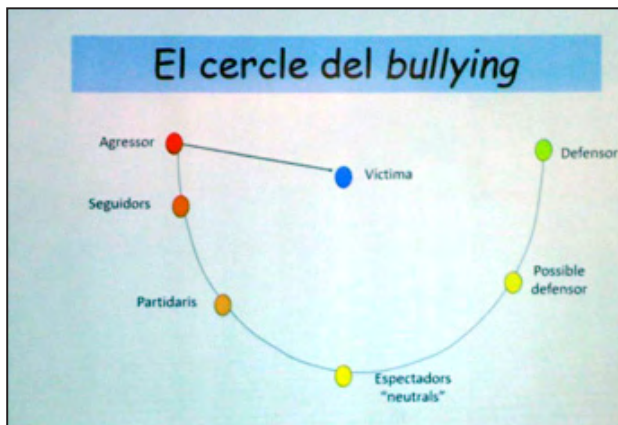 El cercle del bullying
Agressor
Víctima
Defensor
Seguidors
Possible
defensor
Partidaris
Espectadors
"neutrals"